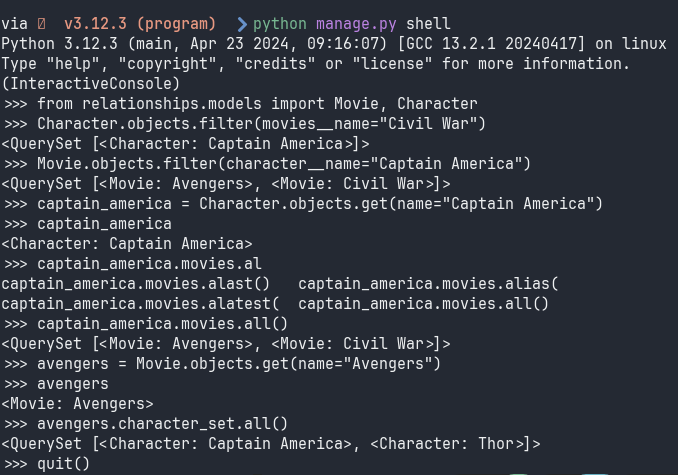 via v3.12.3 (program) ❯ python manage.py shell
Python 3.12.3 (main, Apr 23 2024, 09:16:07) [GCC 13.2.1 20240417] on linux
Type "help", "copyright", "credits" or "license" for more information.
(InteractiveConsole)
>>> from relationships.models import Movie, Character
>>> Character.objects.filter(movies__name="Civil War")
<QuerySet [<Character: Captain America>]>
>>> Movie.objects.filter(character__name="Captain America")
<QuerySet [<Movie: Avengers>, <Movie: Civil War>]>
>>> captain_america = Character.objects.get(name="Captain America")
>>> captain_america
<Character: Captain America>
>>> captain_america.movies.al
captain_america.movies.alast()   captain_america.movies.alias(
captain_america.movies.alatest(  captain_america.movies.all()
>>> captain_america.movies.all()
<QuerySet [<Movie: Avengers>, <Movie: Civil War>]>
>>> avengers = Movie.objects.get(name="Avengers")
>>> avengers
<Movie: Avengers>
>>> avengers.character_set.all()
<QuerySet [<Character: Captain America>, <Character: Thor>]>
>>> quit()